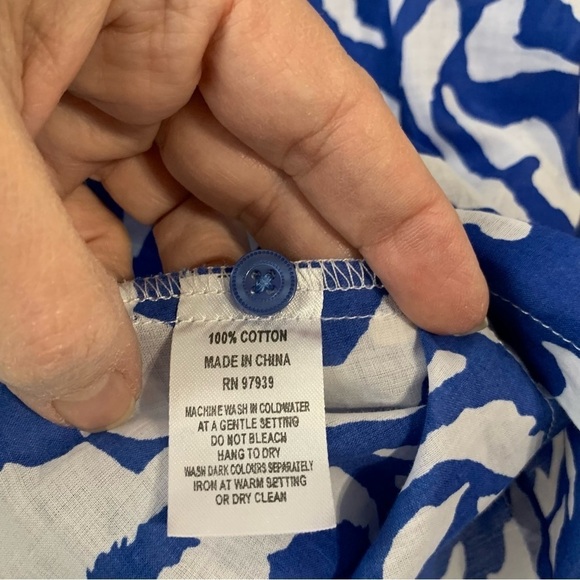 100% COTTON
MADE IN CHINA
RN 97939
MACHINE WASH IN COLDWATER
AT A GENTLE SETTING
DO NOT BLEACH
HANG TO DRY
WASH DARK COLOURS SEPARATELY
IRON AT WARM SETTING
OR DRY CLEAN